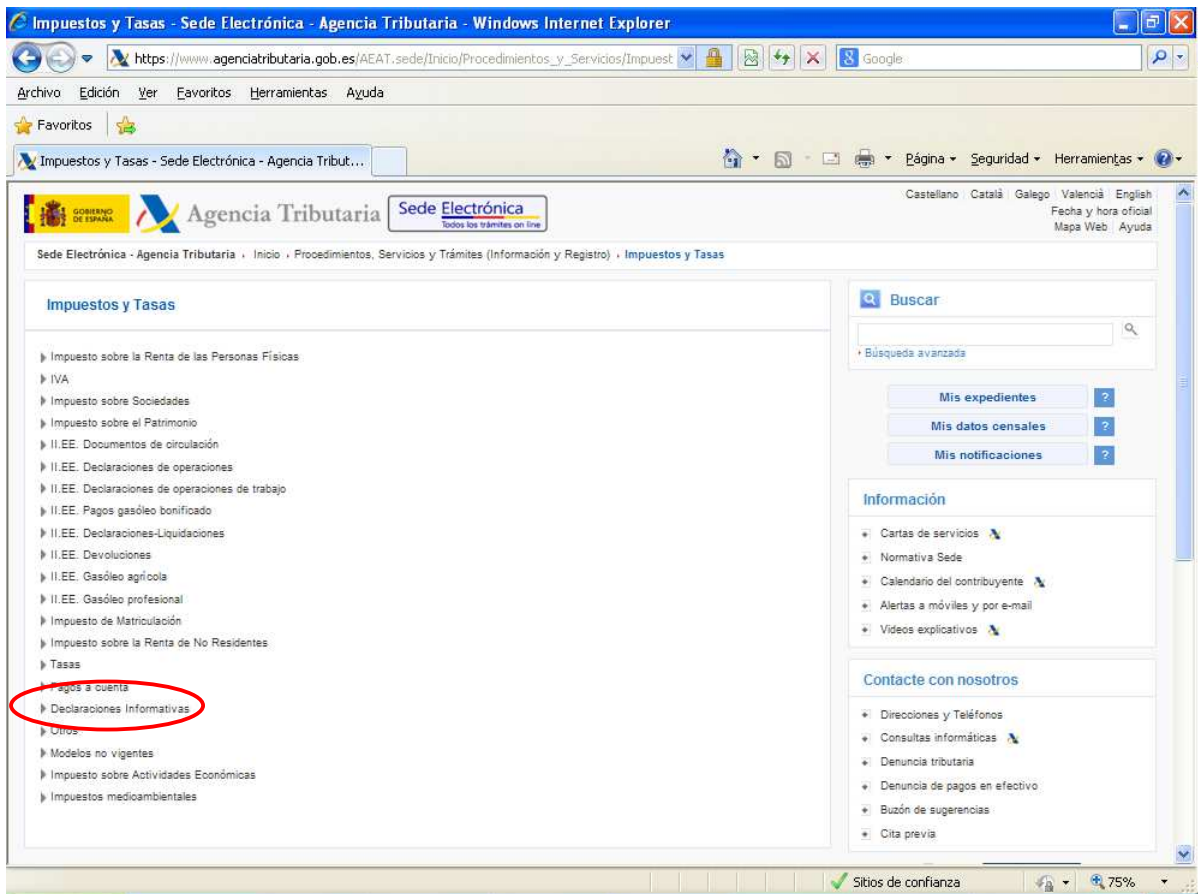 Impuestos y Tasas - Sede Electrónica - Agencia Tributaria - Windows Internet Explorer
https://www.agenciatributaria.gob.es/AEAT.sede/Inicio/Procedimientos_y_Servicios/Impuest
Google
Archivo Edición Ver Favoritos Herramientas Ayuda
Favoritos
Impuestos y Tasas - Sede Electrónica - Agencia Tribut...
Página Seguridad Herramientas
GOBIERNO DE ESPAÑA
Agencia Tributaria
Sede Electrónica
Todos los trámites on line
Castellano Català Galego Valencià English
Fecha y hora oficial
Mapa Web Ayuda
Sede Electrónica - Agencia Tributaria Inicio Procedimientos, Servicios y Trámites (Información y Registro) Impuestos y Tasas
Impuestos y Tasas
Impuesto sobre la Renta de las Personas Físicas
IVA
Impuesto sobre Sociedades
Impuesto sobre el Patrimonio
II.EE. Documentos de circulación
II.EE. Declaraciones de operaciones
II.EE. Declaraciones de operaciones de trabajo
II.EE. Pagos gasóleo bonificado
II.EE. Declaraciones-Liquidaciones
II.EE. Devoluciones
II.EE. Gasóleo agrícola
II.EE. Gasóleo profesional
Impuesto de Matriculación
Impuesto sobre la Renta de No Residentes
Tasas
Pagos a cuenta
Declaraciones Informativas
Otros
Modelos no vigentes
Impuesto sobre Actividades Económicas
Impuestos medioambientales
Buscar
Búsqueda avanzada
Mis expedientes ?
Mis datos censales ?
Mis notificaciones ?
Información
Cartas de servicios
Normativa Sede
Calendario del contribuyente
Alertas a móviles y por e-mail
Videos explicativos
Contacte con nosotros
Direcciones y Teléfonos
Consultas informáticas
Denuncia tributaria
Denuncia de pagos en efectivo
Buzón de sugerencias
Cita previa
Sitios de confianza
75%